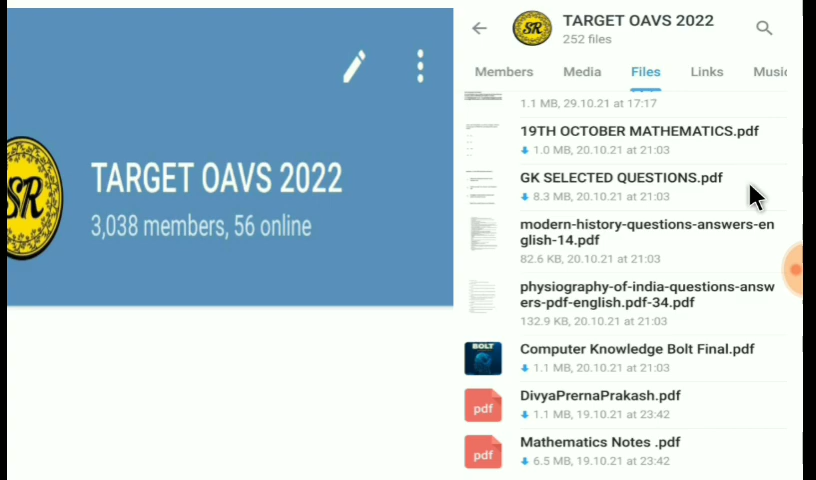 SR
TARGET OAVS 2022
3,038 members, 56 online
SR
TARGET OAVS 2022
252 files
Members Media Files Links Music
1.1 MB, 29.10.21 at 17:17
19TH OCTOBER MATHEMATICS.pdf
1.0 MB, 20.10.21 at 21:03
GK SELECTED QUESTIONS.pdf
8.3 MB, 20.10.21 at 21:03
modern-history-questions-answers-en
glish-14.pdf
82.6 KB, 20.10.21 at 21:03
physiography-of-india-questions-answ
ers-pdf-english.pdf-34.pdf
132.9 KB, 20.10.21 at 21:03
BOLT
Computer Knowledge Bolt Final.pdf
1.1 MB, 20.10.21 at 21:03
pdf
DivyaPrernaPrakash.pdf
1.1 MB, 19.10.21 at 23:42
pdf
Mathematics Notes .pdf
6.5 MB, 19.10.21 at 23:42